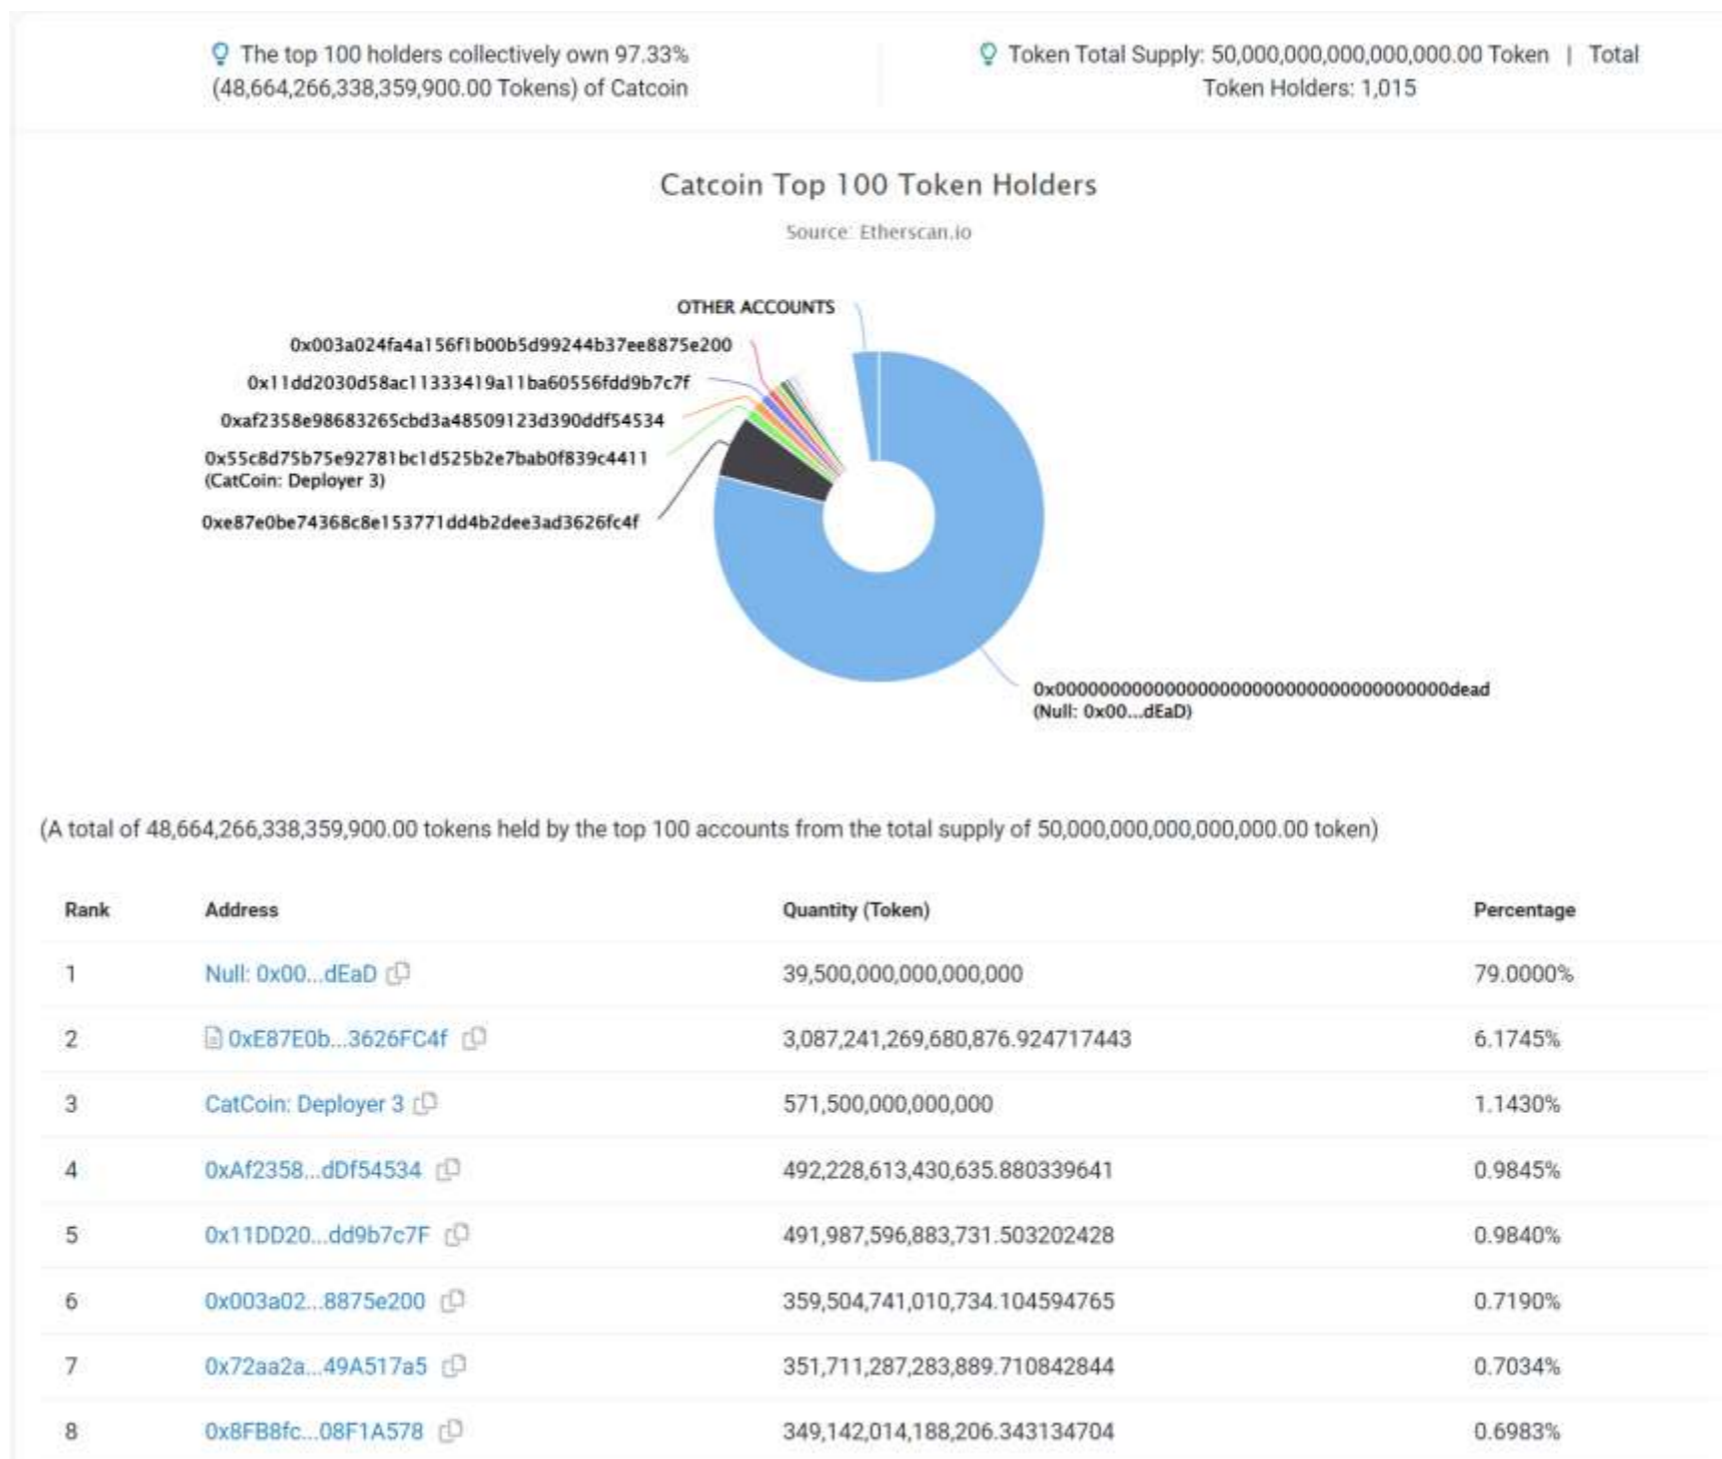 The top 100 holders collectively own 97.33%
(48,664,266,338,359,900.00 Tokens) of Catcoin
Token Total Supply: 50,000,000,000,000,000.00 Token | Total
Token Holders: 1,015
Catcoin Top 100 Token Holders
Source: Etherscan.io
OTHER ACCOUNTS
0x003a024fa4a156f1b00b5d99244b37ee8875e200
0x11dd2030d58ac11333419a11ba60556fdd9b7c7f
0xaf2358e98683265cbd3a48509123d390ddf54534
0x55c8d75b75e92781bc1d525b2e7bab0f839c4411
(CatCoin: Deployer 3)
0xe87e0be74368c8e153771dd4b2dee3ad3626fc4f
0x000000000000000000000000000000000000dead
(Null: 0x00...dEaD)
(A total of 48,664,266,338,359,900.00 tokens held by the top 100 accounts from the total supply of 50,000,000,000,000,000.00 token)
Rank Address Quantity (Token) Percentage
1 Null: 0x00...dEaD 39,500,000,000,000,000 79.0000%
2 0xE87E0b...3626FC4f 3,087,241,269,680,876.924717443 6.1745%
3 CatCoin: Deployer 3 571,500,000,000,000 1.1430%
4 0xAf2358...dDf54534 492,228,613,430,635.880339641 0.9845%
5 0x11DD20...dd9b7c7F 491,987,596,883,731.503202428 0.9840%
6 0x003a02...8875e200 359,504,741,010,734.104594765 0.7190%
7 0x72aa2a...49A517a5 351,711,287,283,889.710842844 0.7034%
8 0x8FB8fc...08F1A578 349,142,014,188,206.343134704 0.6983%